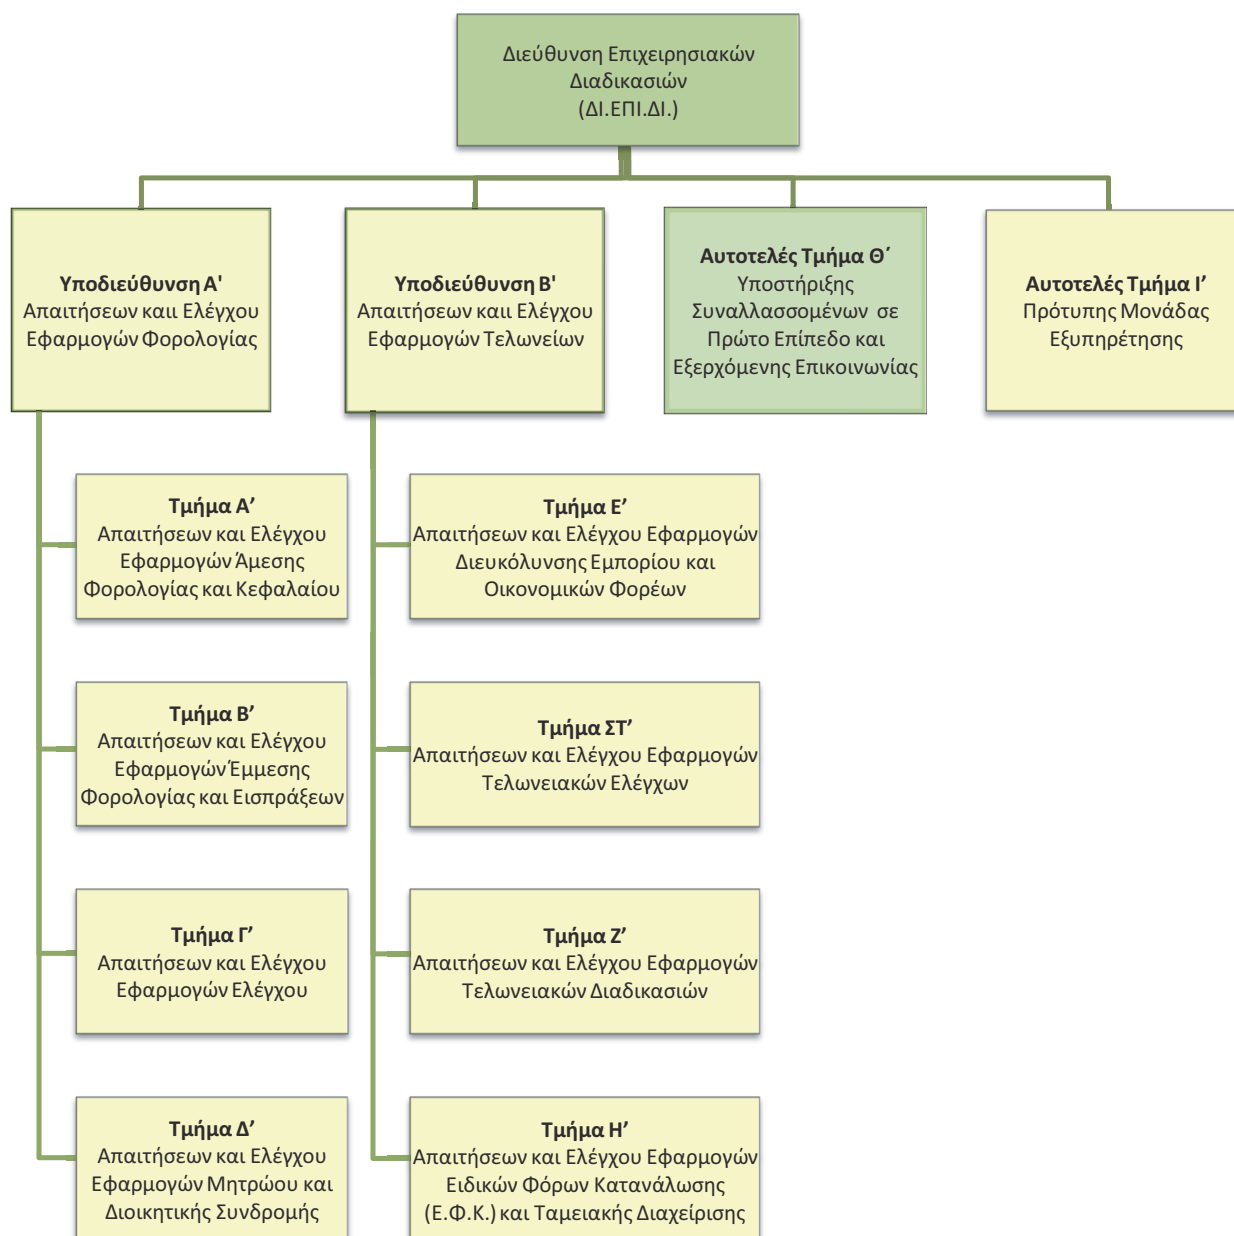 Διεύθυνση Επιχειρησιακών
Διαδικασιών
(ΔΙ.ΕΠΙ.ΔΙ.)
Υποδιεύθυνση Α'
Απαιτήσεων καιι Ελέγχου
Εφαρμογών Φορολογίας
Υποδιεύθυνση Β'
Απαιτήσεων καιι Ελέγχου
Εφαρμογών Τελωνείων
Αυτοτελές Τμήμα Θ΄
Υποστήριξης
Συναλλασσομένων σε
Πρώτο Επίπεδο και
Εξερχόμενης Επικοινωνίας
Αυτοτελές Τμήμα Ι’
Πρότυπης Μονάδας
Εξυπηρέτησης
Τμήμα Α’
Απαιτήσεων και Ελέγχου
Εφαρμογών Άμεσης
Φορολογίας και Κεφαλαίου
Τμήμα Β’
Απαιτήσεων και Ελέγχου
Εφαρμογών Έμμεσης
Φορολογίας και Εισπράξεων
Τμήμα Γ’
Απαιτήσεων και Ελέγχου
Εφαρμογών Ελέγχου
Τμήμα Δ’
Απαιτήσεων και Ελέγχου
Εφαρμογών Μητρώου και
Διοικητικής Συνδρομής
Τμήμα Ε’
Απαιτήσεων και Ελέγχου Εφαρμογών
Διευκόλυνσης Εμπορίου και
Οικονομικών Φορέων
Τμήμα ΣΤ’
Απαιτήσεων και Ελέγχου Εφαρμογών
Τελωνειακών Ελέγχων
Τμήμα Ζ’
Απαιτήσεων και Ελέγχου Εφαρμογών
Τελωνειακών Διαδικασιών
Τμήμα Η’
Απαιτήσεων και Ελέγχου Εφαρμογών
Ειδικών Φόρων Κατανάλωσης
(Ε.Φ.Κ.) και Ταμειακής Διαχείρισης